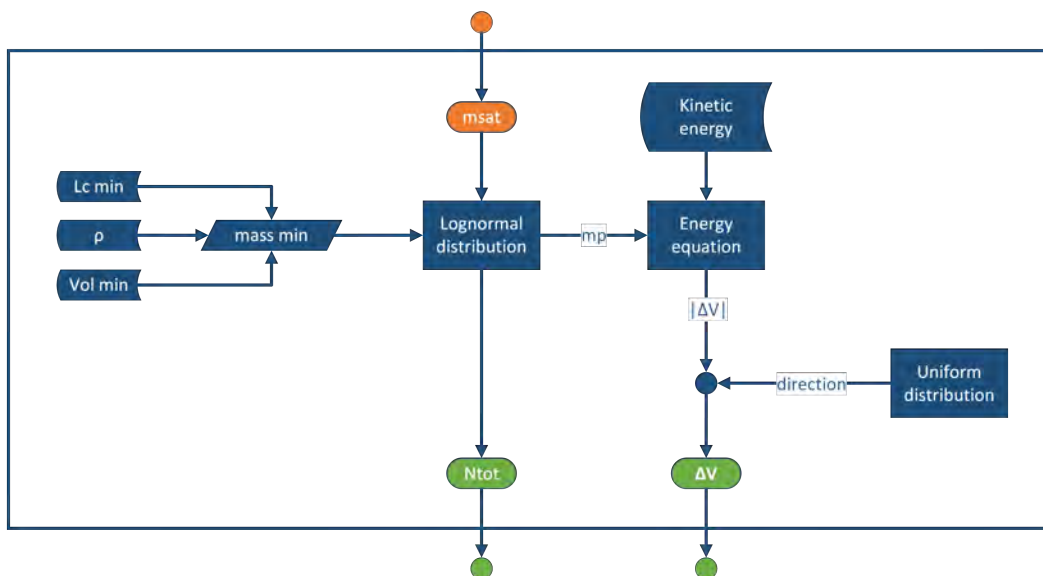 msat
Kinetic
energy
Lc min
ρ
mass min
Vol min
Lognormal
distribution
mp
Energy
equation
|ΔV|
direction
Uniform
distribution
Ntot
ΔV